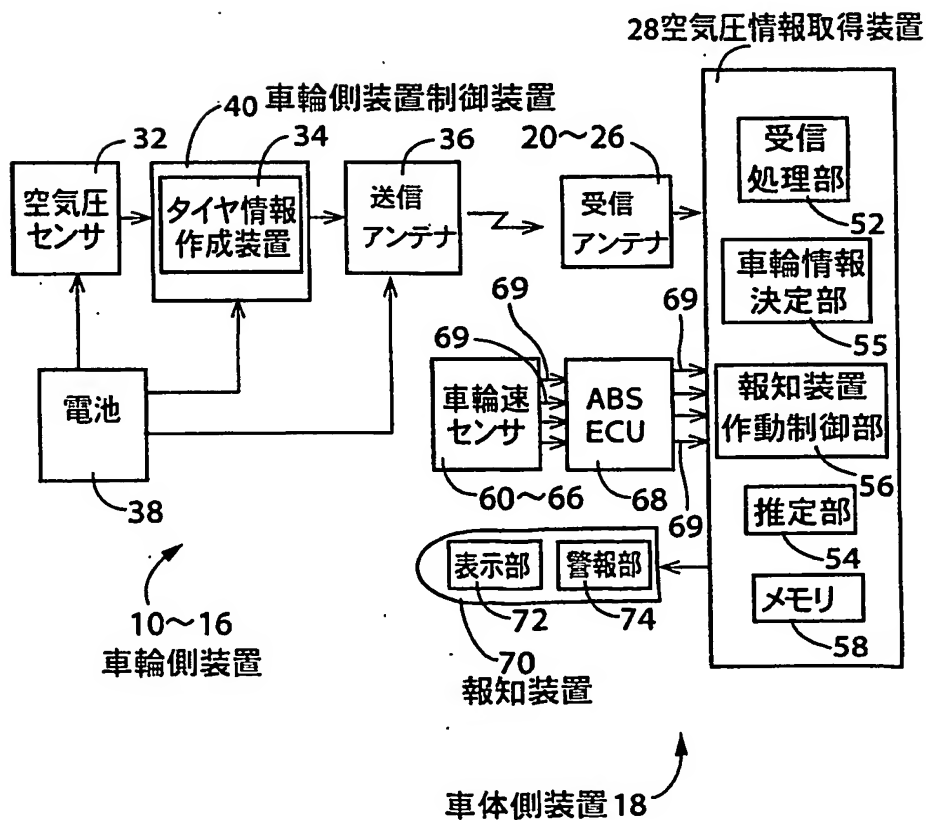 28空気圧情報取得装置
40
車輪側装置制御装置
32
34
36
20～26
空気圧
センサ
タイヤ情報
作成装置
送信
アンテナ
受信
アンテナ
受信
処理部
52
車輪情報
決定部
55
69
69
69
電池
車輪速
センサ
ABS
ECU
報知装置
作動制御部
38
60～66
68
69
56
推定部
54
表示部
警報部
72
74
メモリ
58
10～16
車輪側装置
70
報知装置
車体側装置18